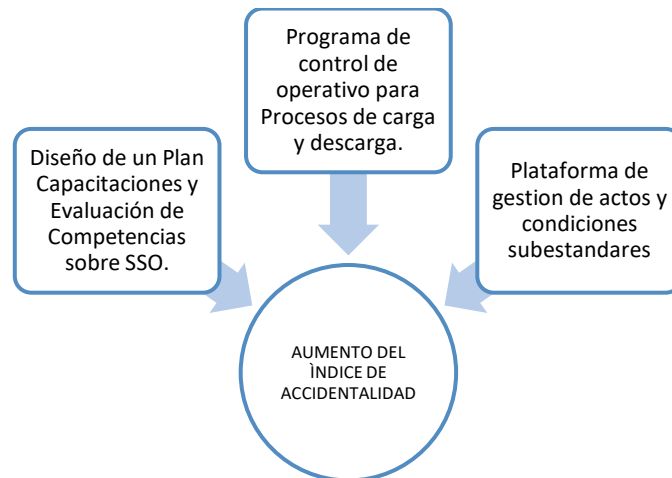 Programa de
control de
operativo para
Procesos de carga
y descarga.
Diseño de un Plan
Capacitaciones y
Evaluación de
Competencias
sobre SSO.
Plataforma de
gestion de actos y
condiciones
subestandares
AUMENTO DEL
ÌNDICE DE
ACCIDENTALIDAD